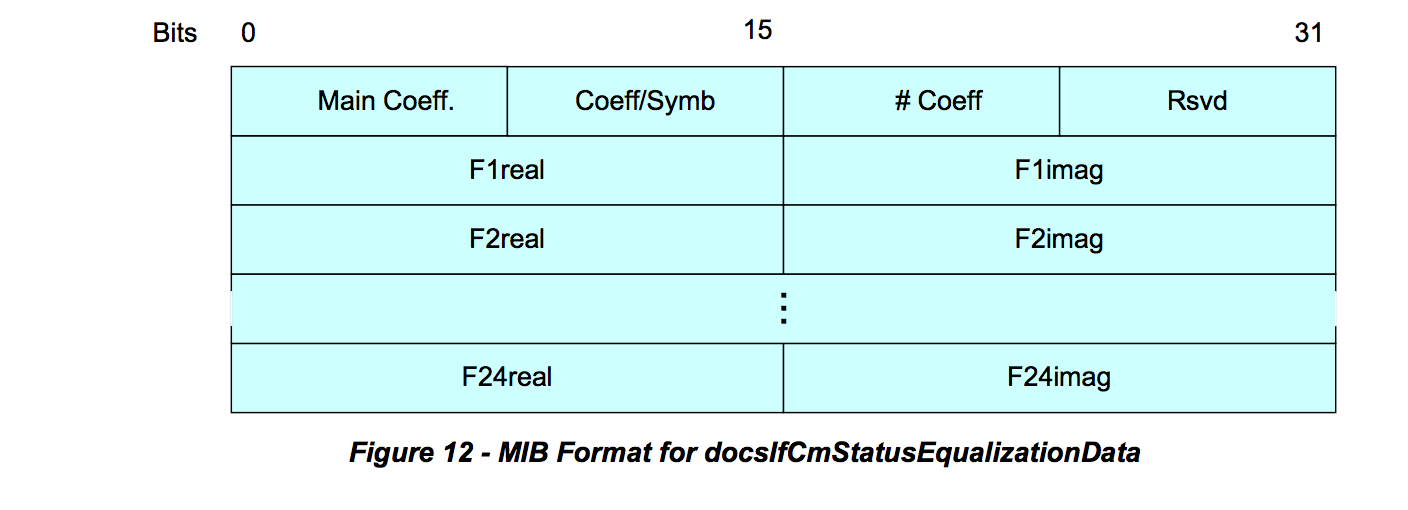 Bits 0 15 31
Main Coeff. Coeff/Symb # Coeff Rsvd
F1real F1imag
F2real F2imag
⋮
F24real F24imag
Figure 12 - MIB Format for docsIfCmStatusEqualizationData